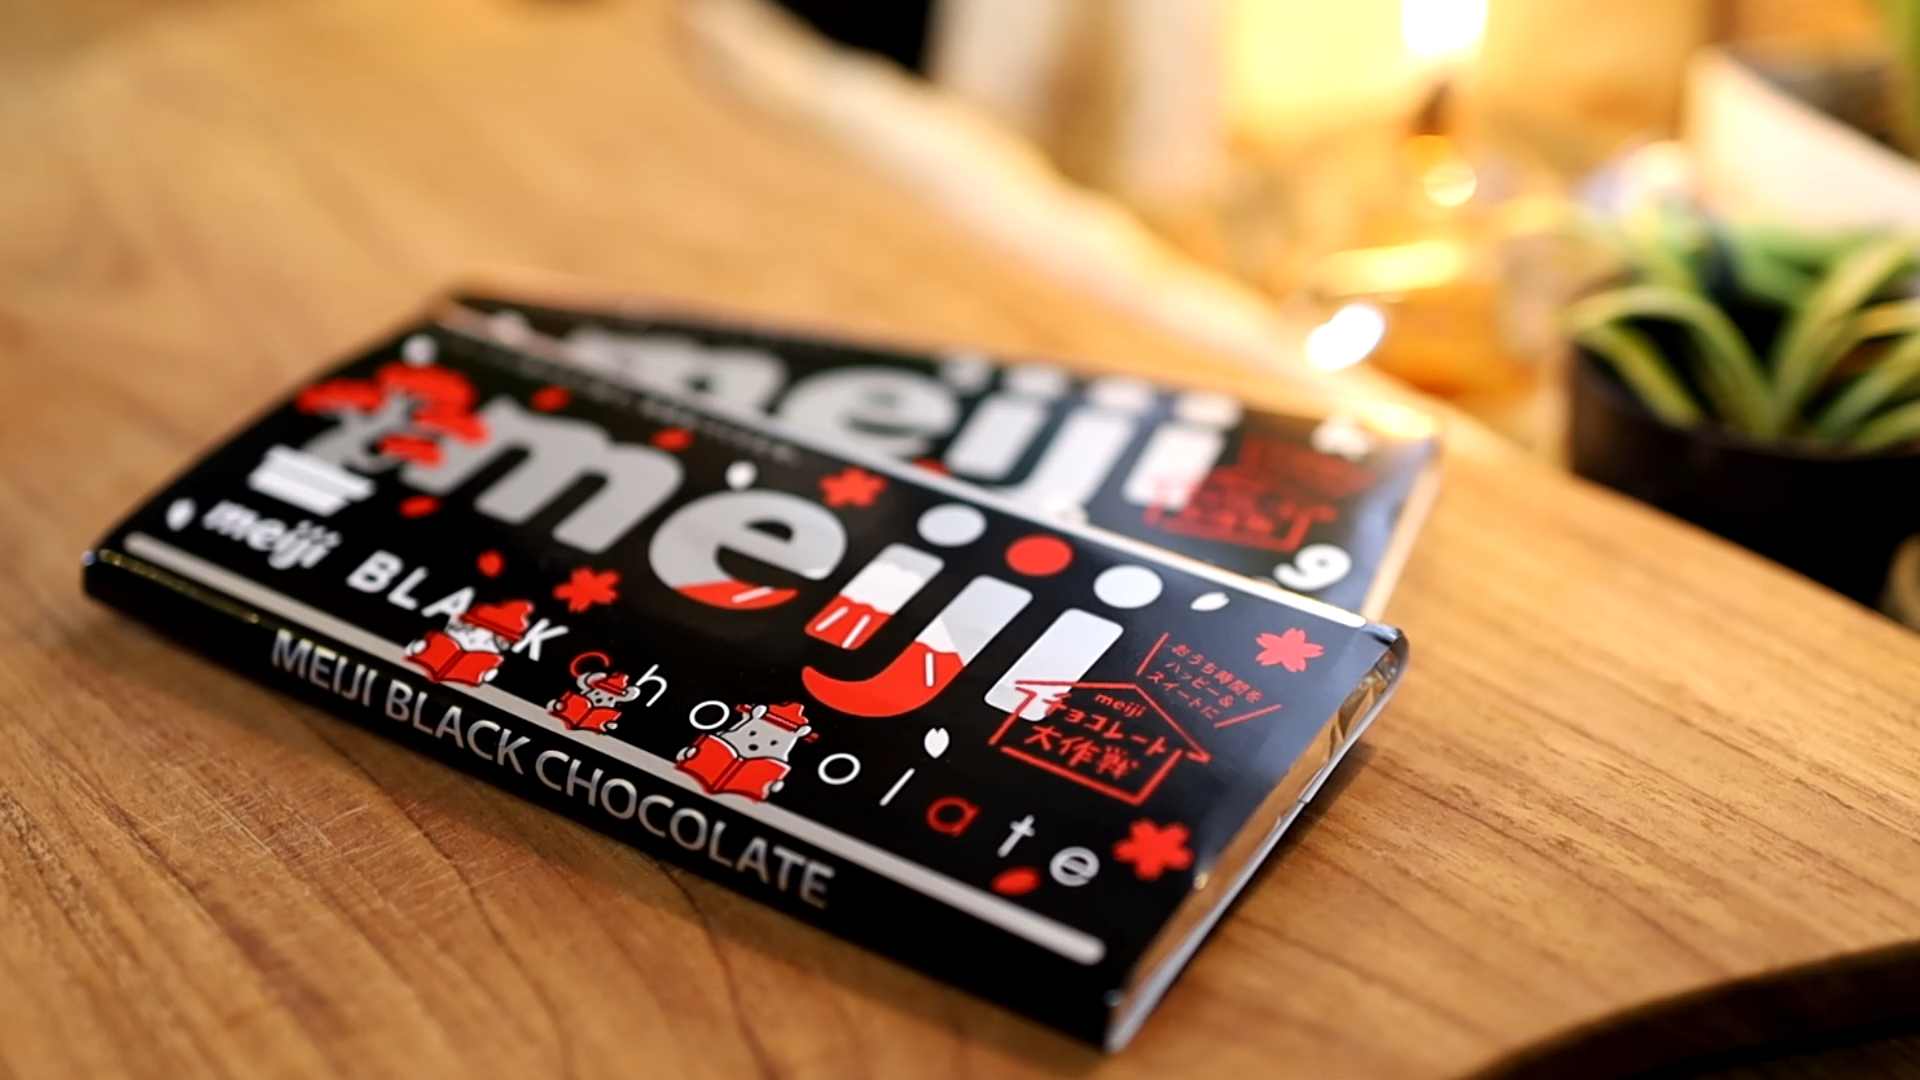 meiji
9
meiji
meiji BLACK
Chocolate
おうち時間を
ハッピー&
スイートに
meiji
チョコレート
大作戦
MEIJI BLACK CHOCOLATE